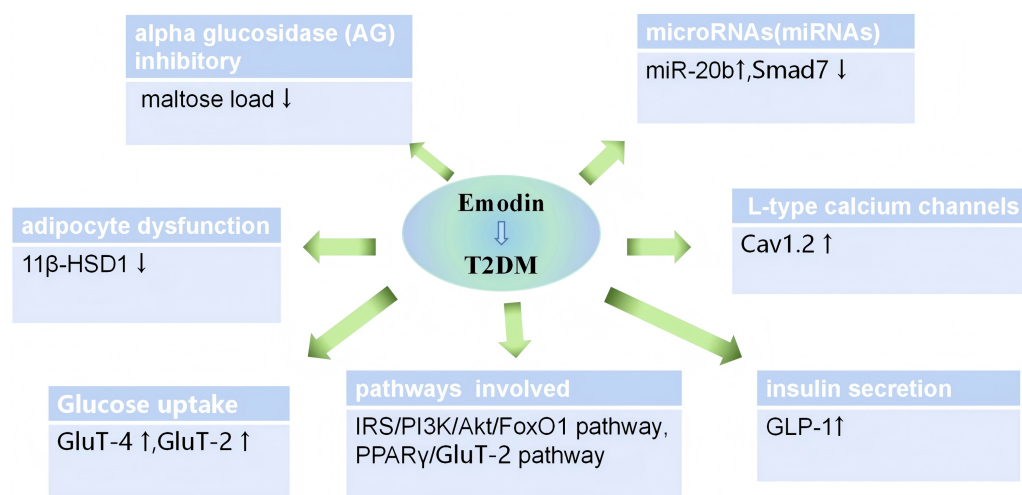 alpha glucosidase (AG)
inhibitory
maltose load ↓
microRNAs(miRNAs)
miR-20b↑,Smad7 ↓
adipocyte dysfunction
11β-HSD1 ↓
Emodin
⇩
T2DM
L-type calcium channels
Cav1.2 ↑
Glucose uptake
GluT-4 ↑,GluT-2 ↑
pathways involved
IRS/PI3K/Akt/FoxO1 pathway,
PPARγ/GluT-2 pathway
insulin secretion
GLP-1↑